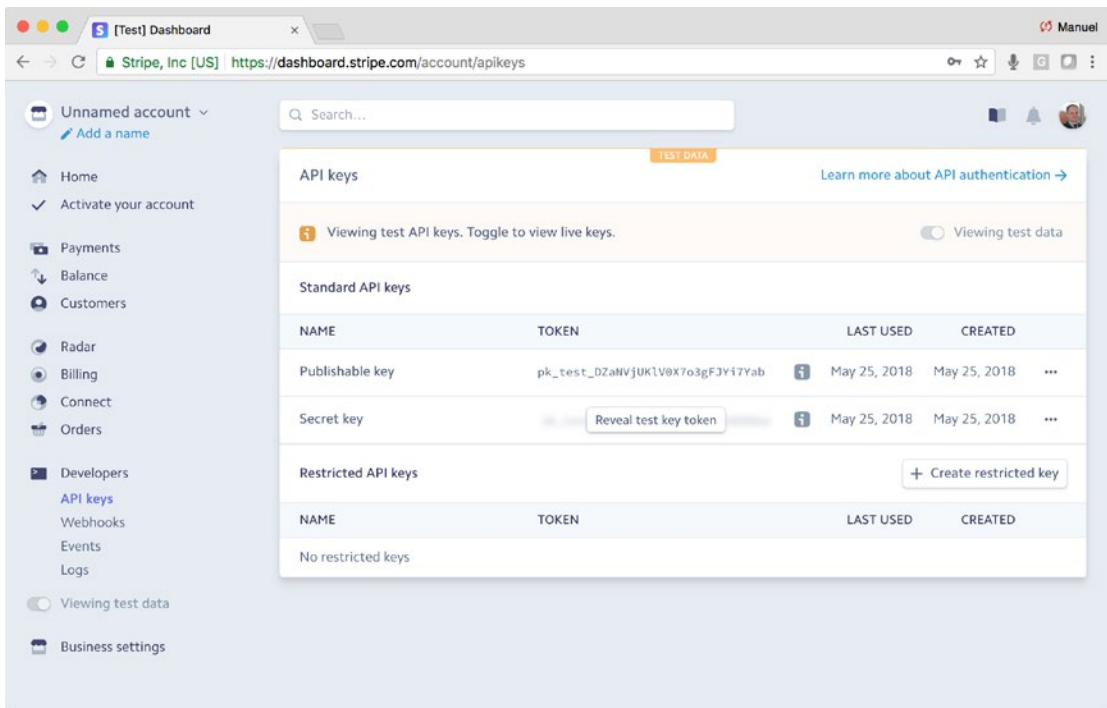 [Test] Dashboard
Manuel
Stripe, Inc [US] https://dashboard.stripe.com/account/apikeys
Unnamed account
Add a name
Search...
Home
Activate your account
Payments
Balance
Customers
Radar
Billing
Connect
Orders
Developers
API keys
Webhooks
Events
Logs
Viewing test data
Business settings
TEST DATA
API keys Learn more about API authentication →
Viewing test API keys. Toggle to view live keys. Viewing test data
Standard API keys
NAME TOKEN LAST USED CREATED
Publishable key pk_test_DZaNVjUKlV0X7o3gFJYi7Yab May 25, 2018 May 25, 2018
Secret key Reveal test key token May 25, 2018 May 25, 2018
Restricted API keys + Create restricted key
NAME TOKEN LAST USED CREATED
No restricted keys